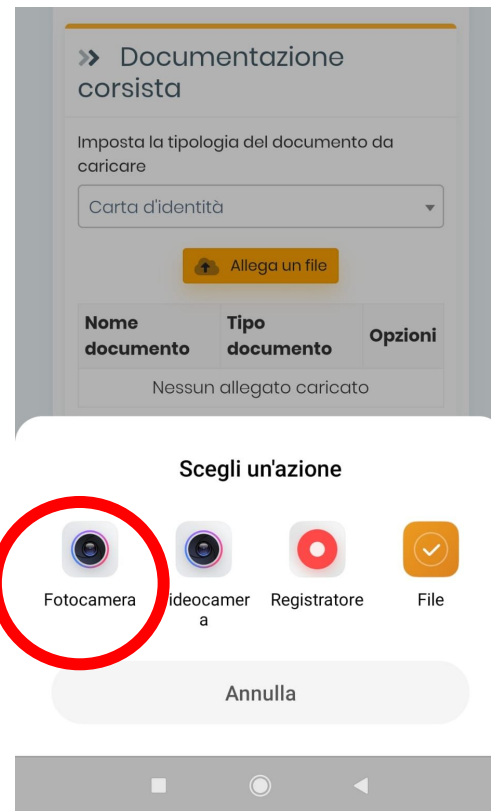 Documentazione
corsista
Imposta la tipologia del documento da
caricare
Carta d'identità
Allega un file
Nome documento Tipo documento Opzioni
Nessun allegato caricato
Scegli un'azione
Fotocamera
ideocamer
a
Registratore
File
Annulla